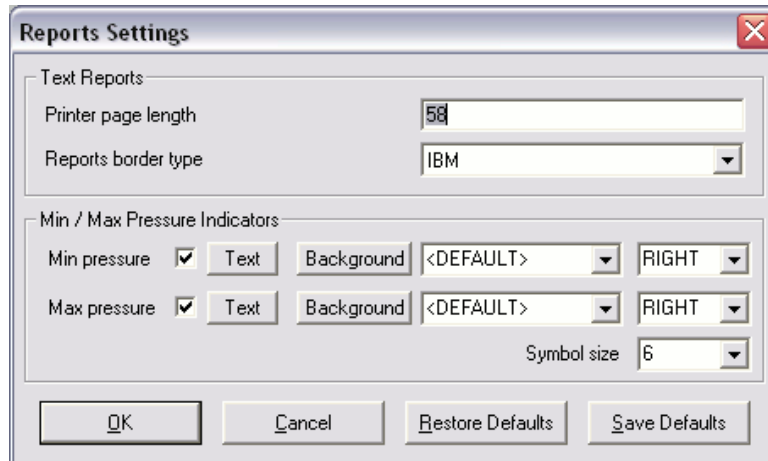 Reports Settings
Text Reports
Printer page length 58
Reports border type IBM
Min / Max Pressure Indicators
Min pressure Text Background <DEFAULT> RIGHT
Max pressure Text Background <DEFAULT> RIGHT
Symbol size 6
OK Cancel Restore Defaults Save Defaults